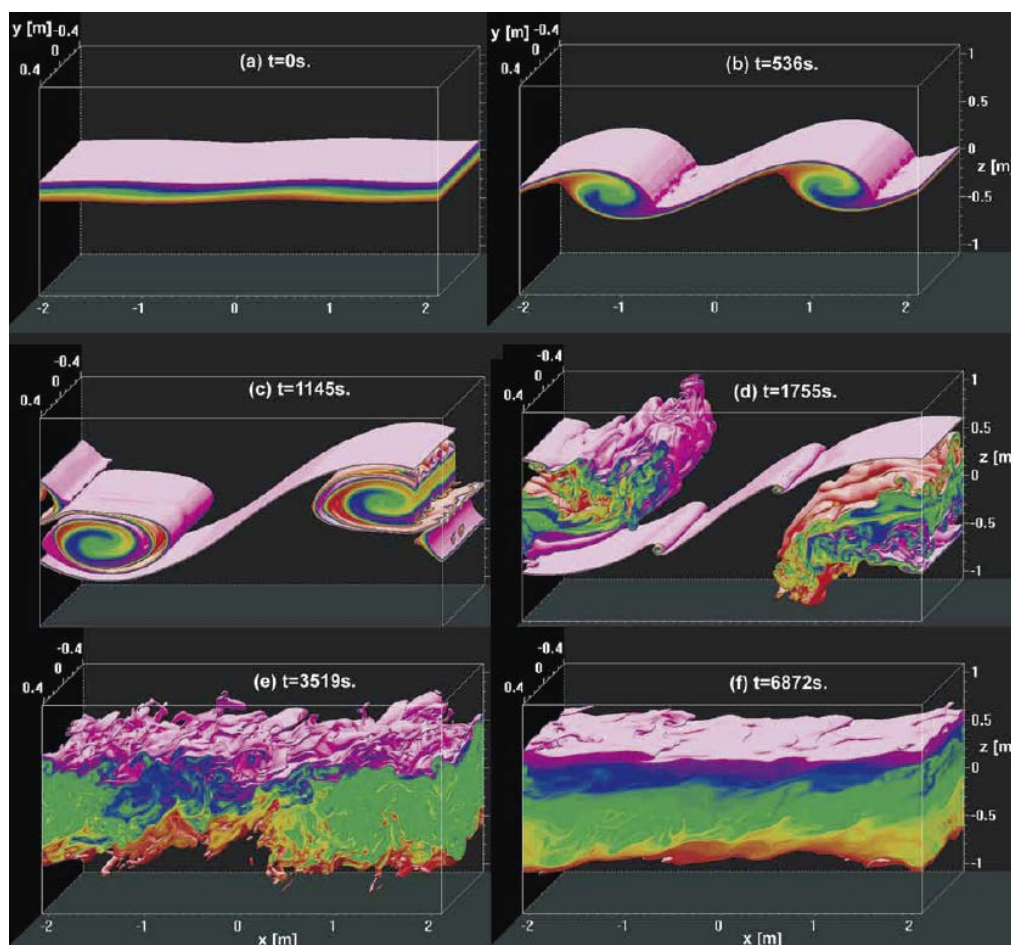 y [m] -0.4
0
0.4
(a) t=0s.
-2 -1 0 1 2
y [m] -0.4
0
0.4
(b) t=536s.
1
0.5
0
z [m]
-0.5
-1
-2 -1 0 1 2
-0.4
0
0.4
(c) t=1145s.
-0.4
0
0.4
(d) t=1755s.
1
0.5
0
z [m]
-0.5
-1
-0.4
0
0.4
(e) t=3519s.
-2 -1 0 1 2
x [m]
-0.4
0
0.4
(f) t=6872s.
1
0.5
z [m]
0
-0.5
-1
-2 -1 0 1 2
x [m]